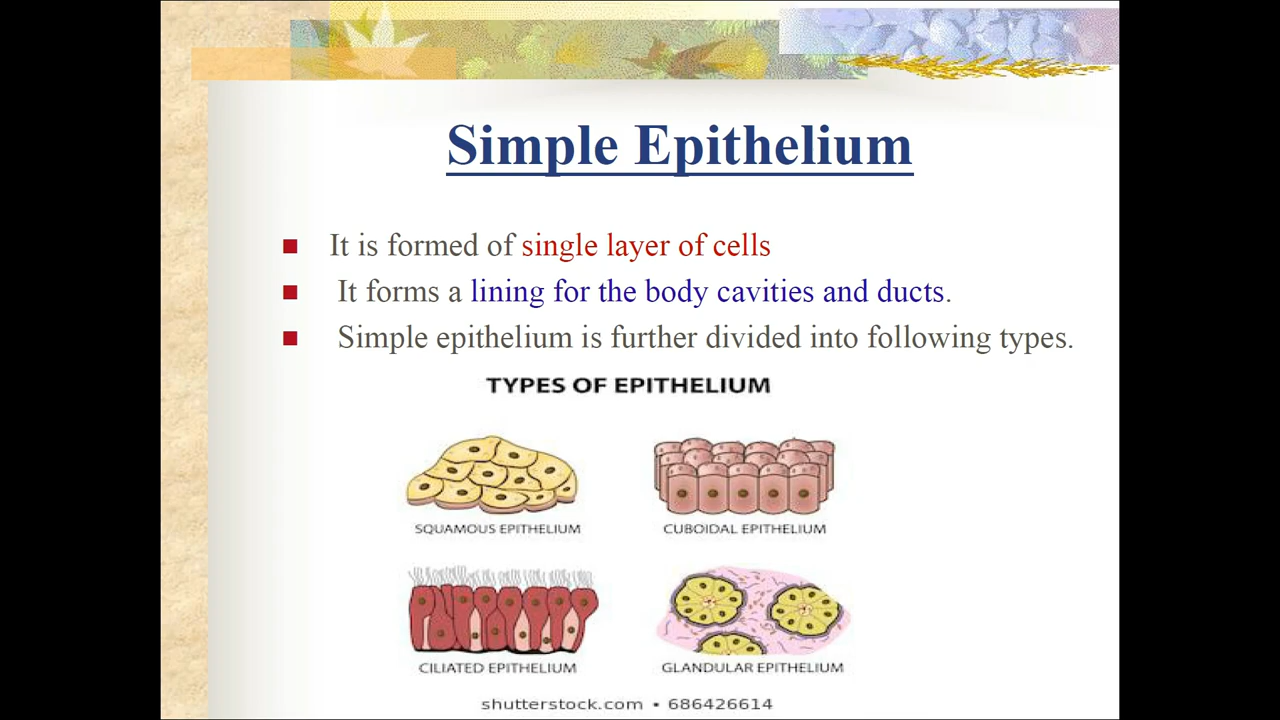 Simple Epithelium
It is formed of single layer of cells
It forms a lining for the body cavities and ducts.
Simple epithelium is further divided into following types.
TYPES OF EPITHELIUM
SQUAMOUS EPITHELIUM
CUBOIDAL EPITHELIUM
CILIATED EPITHELIUM
GLANDULAR EPITHELIUM
shutterstock.com • 686426614